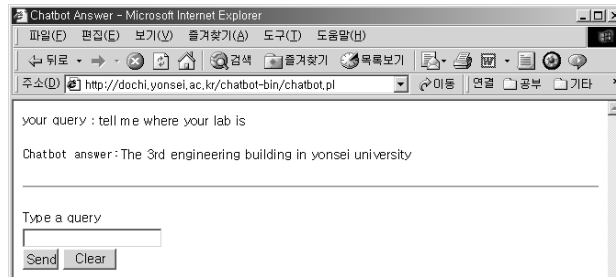 Chatbot Answer - Microsoft Internet Explorer
파일(F) 편집(E) 보기(V) 즐겨찾기(A) 도구(T) 도움말(H)
뒤로 검색 즐겨찾기 목록보기
주소(D) http://dochi.yonsei.ac.kr/chatbot-bin/chatbot.pl 이동 연결 공부 기타
your query : tell me where your lab is
Chatbot answer:The 3rd engineering building in yonsei university
Type a query
Send Clear